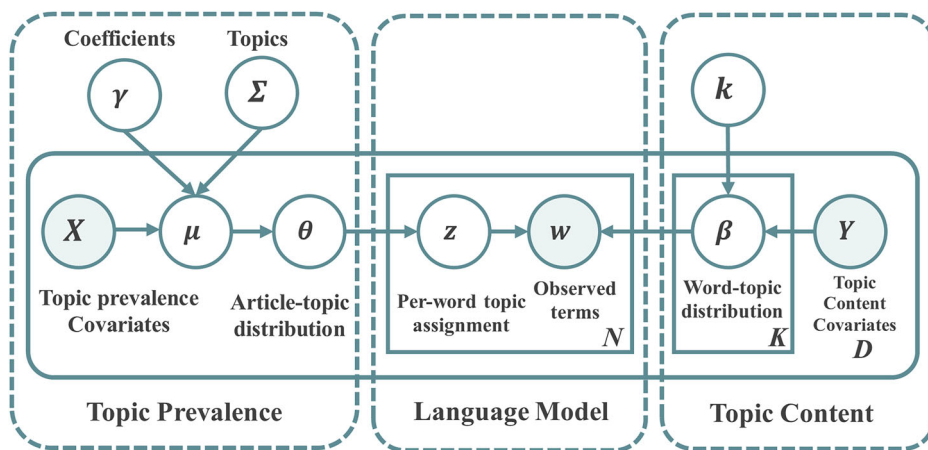 Coefficients
Topics
γ
Σ
k
X
μ
θ
z
w
β
Y
Topic prevalence
Covariates
Article-topic
distribution
Per-word topic
assignment
Observed
terms
N
Word-topic
distribution
K
Topic
Content
Covariates
D
Topic Prevalence
Language Model
Topic Content